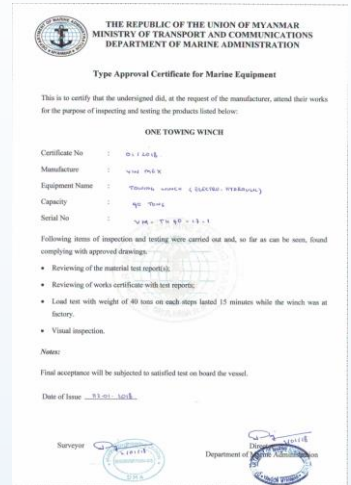 THE REPUBLIC OF THE UNION OF MYANMAR
MINISTRY OF TRANSPORT AND COMMUNICATIONS
DEPARTMENT OF MARINE ADMINISTRATION
Type Approval Certificate for Marine Equipment
This is to certify that the undersigned did, at the request of the manufacturer, attend their works
for the purpose of inspecting and testing the products listed below:
ONE TOWING WINCH
Certificate No :
Manufacture : VIN MAX
Equipment Name : TOWING WINCH (ELECTRO-HYDRAULIC)
Capacity : 40 TONS
Serial No :
Following items of inspection and testing were carried out and, so far as can be seen, found
complying with approved drawings.
• Reviewing of the material test report(s);
• Reviewing of works certificate with test reports;
• Load test with weight of 40 tons on each steps lasted 15 minutes while the winch was at
factory.
• Visual inspection.
Notes:
Final acceptance will be subjected to satisfied test on board the vessel.
Date of Issue
Surveyor
Director
Department of Marine Administration